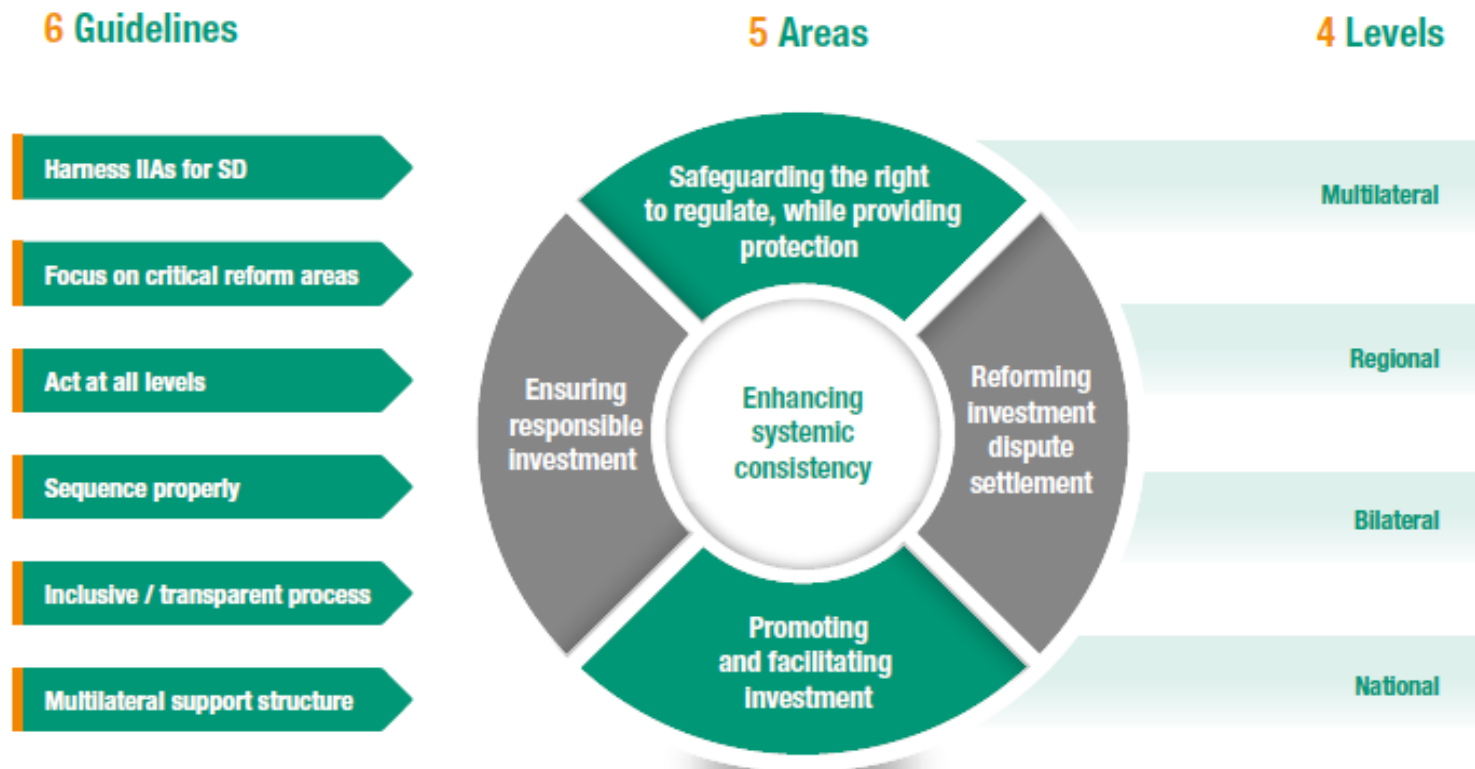 6 Guidelines
5 Areas
4 Levels
Harness IIAs for SD
Focus on critical reform areas
Act at all levels
Sequence properly
Inclusive / transparent process
Multilateral support structure
Safeguarding the right
to regulate, while providing
protection
Ensuring
responsible
investment
Enhancing
systemic
consistency
Reforming
investment
dispute
settlement
Promoting
and facilitating
investment
Multilateral
Regional
Bilateral
National